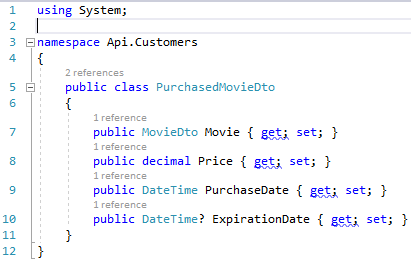 1 using System;
2
3 namespace Api.Customers
4 {
2 references
5 public class PurchasedMovieDto
6 {
1 reference
7 public MovieDto Movie { get; set; }
1 reference
8 public decimal Price { get; set; }
1 reference
9 public DateTime PurchaseDate { get; set; }
1 reference
10 public DateTime? ExpirationDate { get; set; }
11 }
12 }